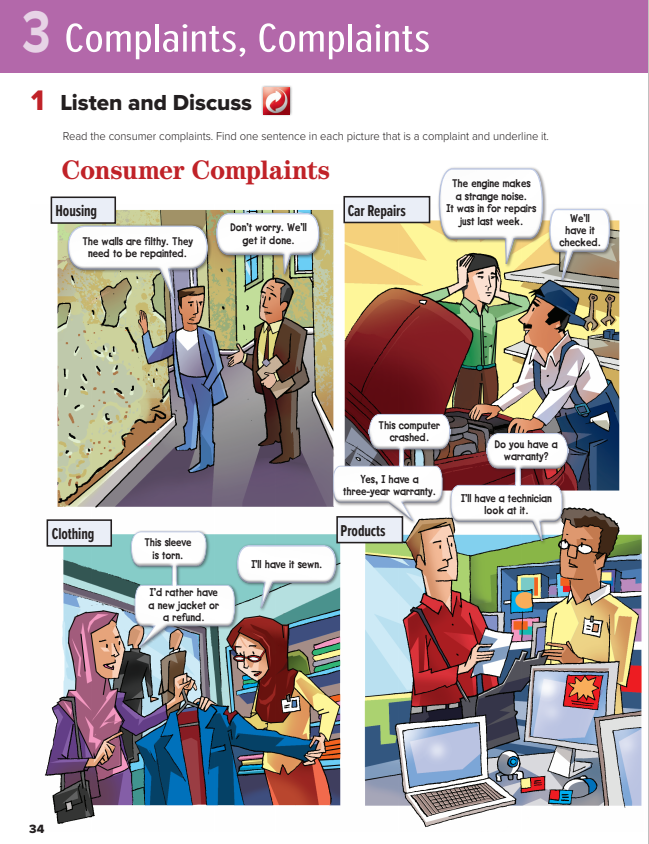 3 Complaints, Complaints
1 Listen and Discuss
Read the consumer complaints. Find one sentence in each picture that is a complaint and underline it.
Consumer Complaints
Housing
The walls are filthy. They
need to be repainted.
Don't worry. We'll
get it done.
Car Repairs
The engine makes
a strange noise.
It was in for repairs
just last week.
We'll
have it
checked.
Clothing
This sleeve
is torn.
I'd rather have
a new jacket or
a refund.
I'll have it sewn.
Products
This computer
crashed.
Do you have a
warranty?
Yes, I have a
three-year warranty.
I'll have a technician
look at it.
34